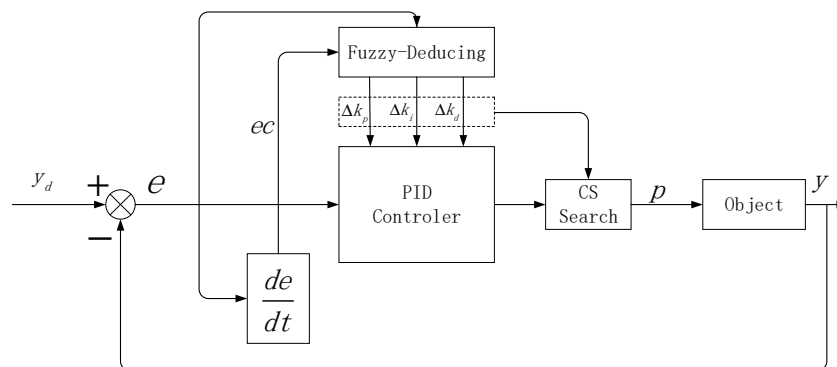 Fuzzy-Deducing
Δk_p Δk_i Δk_d
ec
y_d + e
−
PID
Controler
CS
Search
p
Object
y
de
dt